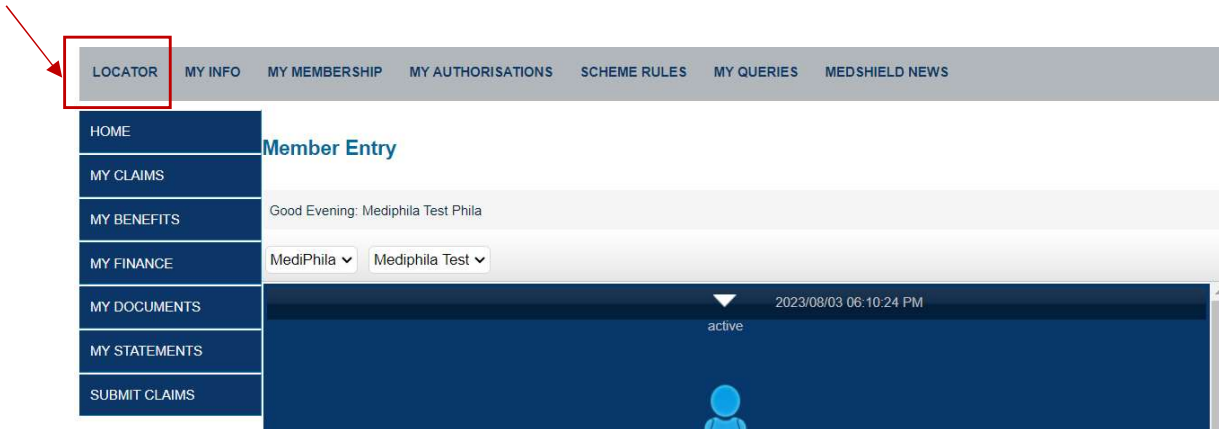 LOCATOR MY INFO MY MEMBERSHIP MY AUTHORISATIONS SCHEME RULES MY QUERIES MEDSHIELD NEWS
HOME
MY CLAIMS
MY BENEFITS
MY FINANCE
MY DOCUMENTS
MY STATEMENTS
SUBMIT CLAIMS
Member Entry
Good Evening: Mediphila Test Phila
MediPhila Mediphila Test
2023/08/03 06:10:24 PM
active